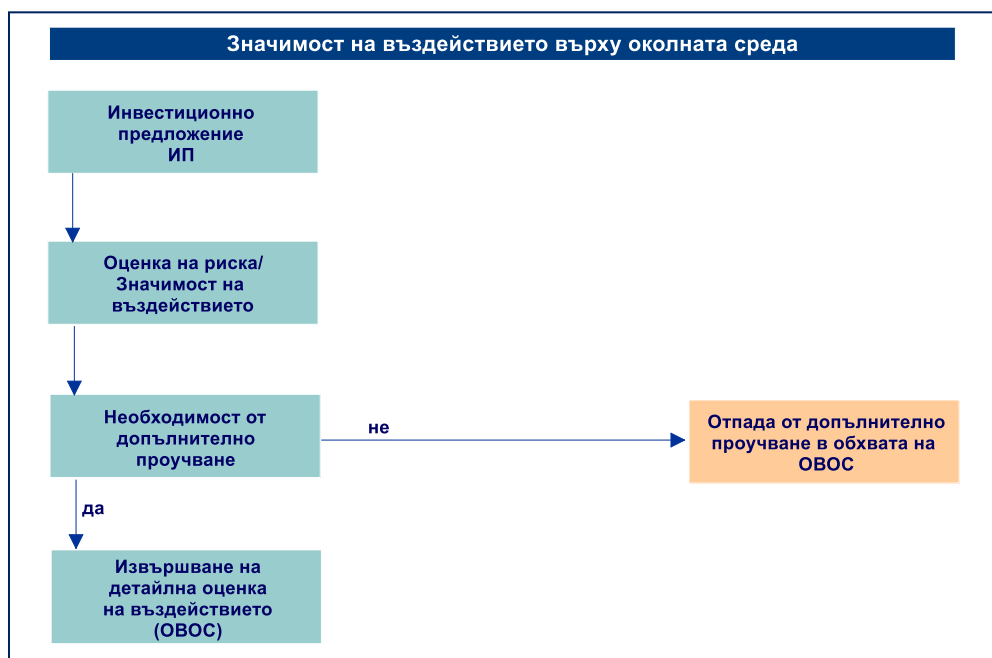 Значимост на въздействието върху околната среда
Инвестиционно
предложение
ИП
Оценка на риска/
Значимост на
въздействието
Необходимост от
допълнително
проучване
не
Отпада от допълнително
проучване в обхвата на
ОВОС
да
Извършване на
детайлна оценка
на въздействието
(ОВОС)